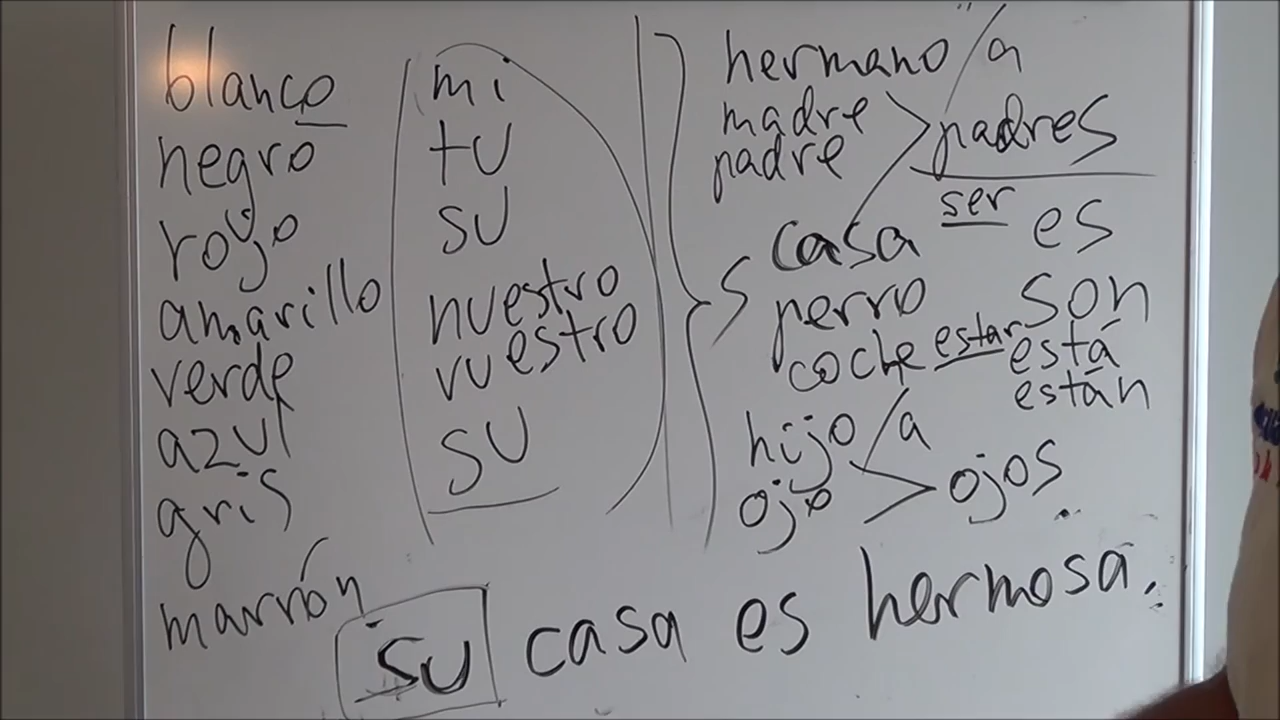 blanco
negro
rojo
amarillo
verde
azul
gris
marrón
mi
tu
su
nuestro
vuestro
su
hermano/a
madre
padre
padres
casa
perro
coche
ser es
son
estar está
están
hijo/a
ojo
ojos
su casa es hermosa.